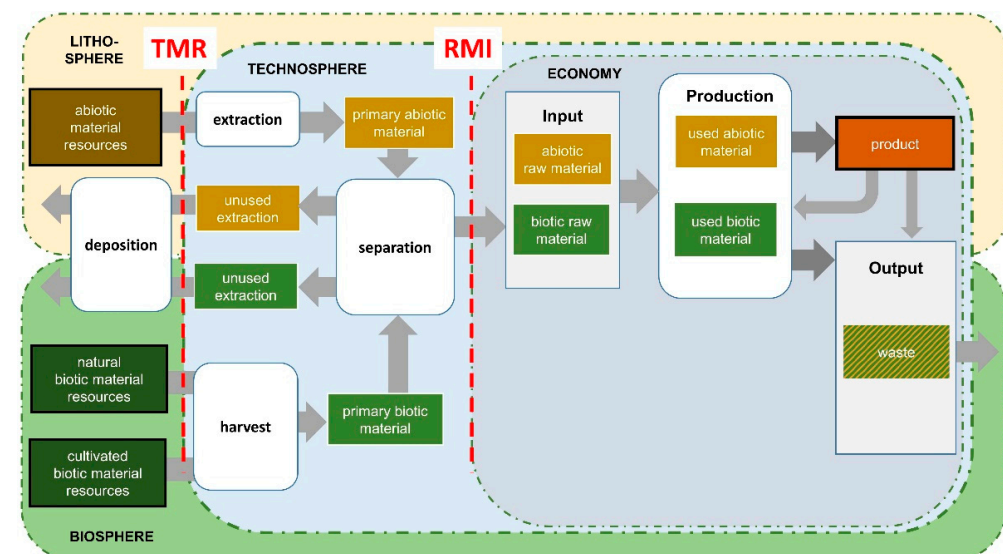 LITHO-
SPHERE
TMR
TECHNOSPHERE
RMI
ECONOMY
abiotic
material
resources
extraction
primary abiotic
material
Input
abiotic
raw material
biotic raw
material
Production
used abiotic
material
used biotic
material
product
deposition
unused
extraction
unused
extraction
separation
Output
waste
natural
biotic material
resources
cultivated
biotic material
resources
harvest
primary biotic
material
BIOSPHERE